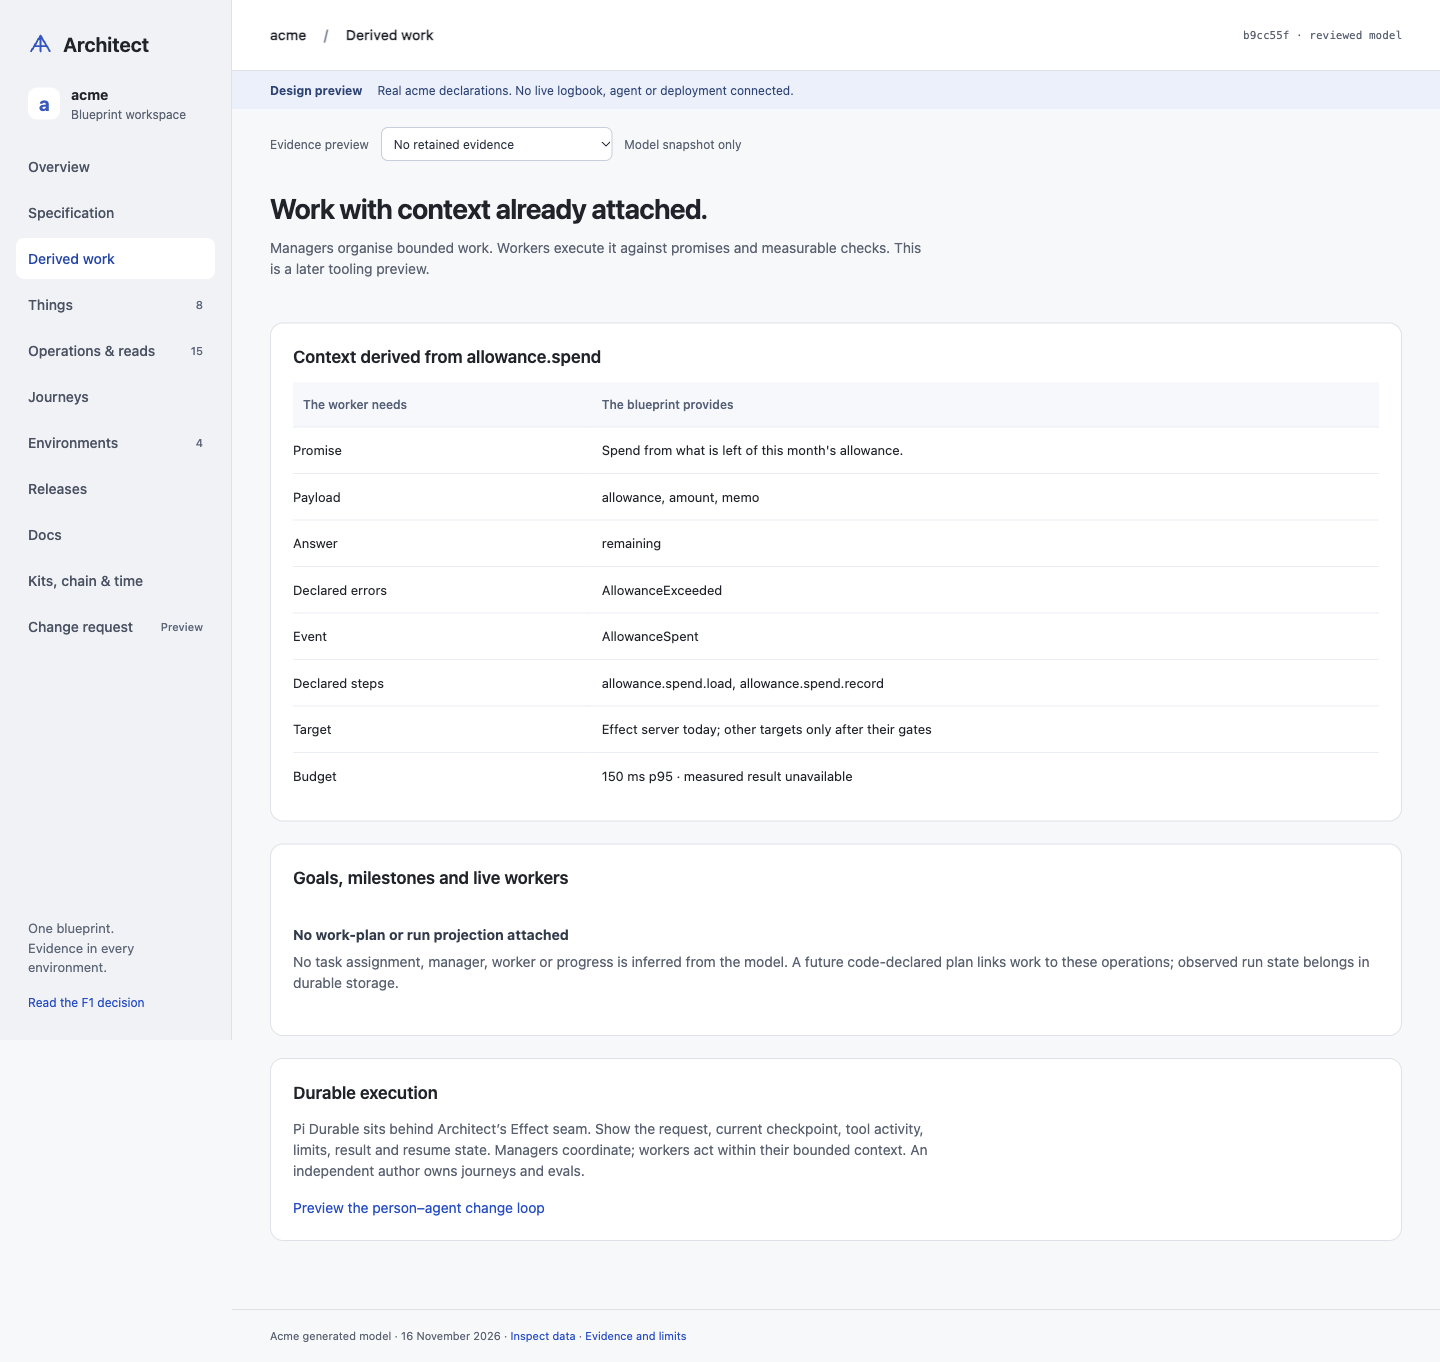 Architect
a
acme
Blueprint workspace
Overview
Specification
Derived work
Things 8
Operations & reads 15
Journeys
Environments 4
Releases
Docs
Kits, chain & time
Change request Preview
One blueprint.
Evidence in every
environment.
Read the F1 decision
acme / Derived work
b9cc55f · reviewed model
Design preview Real acme declarations. No live logbook, agent or deployment connected.
Evidence preview No retained evidence Model snapshot only
Work with context already attached.
Managers organise bounded work. Workers execute it against promises and measurable checks. This
is a later tooling preview.
Context derived from allowance.spend
The worker needs The blueprint provides
Promise Spend from what is left of this month's allowance.
Payload allowance, amount, memo
Answer remaining
Declared errors AllowanceExceeded
Event AllowanceSpent
Declared steps allowance.spend.load, allowance.spend.record
Target Effect server today; other targets only after their gates
Budget 150 ms p95 · measured result unavailable
Goals, milestones and live workers
No work-plan or run projection attached
No task assignment, manager, worker or progress is inferred from the model. A future code-declared plan links work to these operations; observed run state belongs in
durable storage.
Durable execution
Pi Durable sits behind Architect’s Effect seam. Show the request, current checkpoint, tool activity,
limits, result and resume state. Managers coordinate; workers act within their bounded context. An
independent author owns journeys and evals.
Preview the person–agent change loop
Acme generated model · 16 November 2026 · Inspect data · Evidence and limits